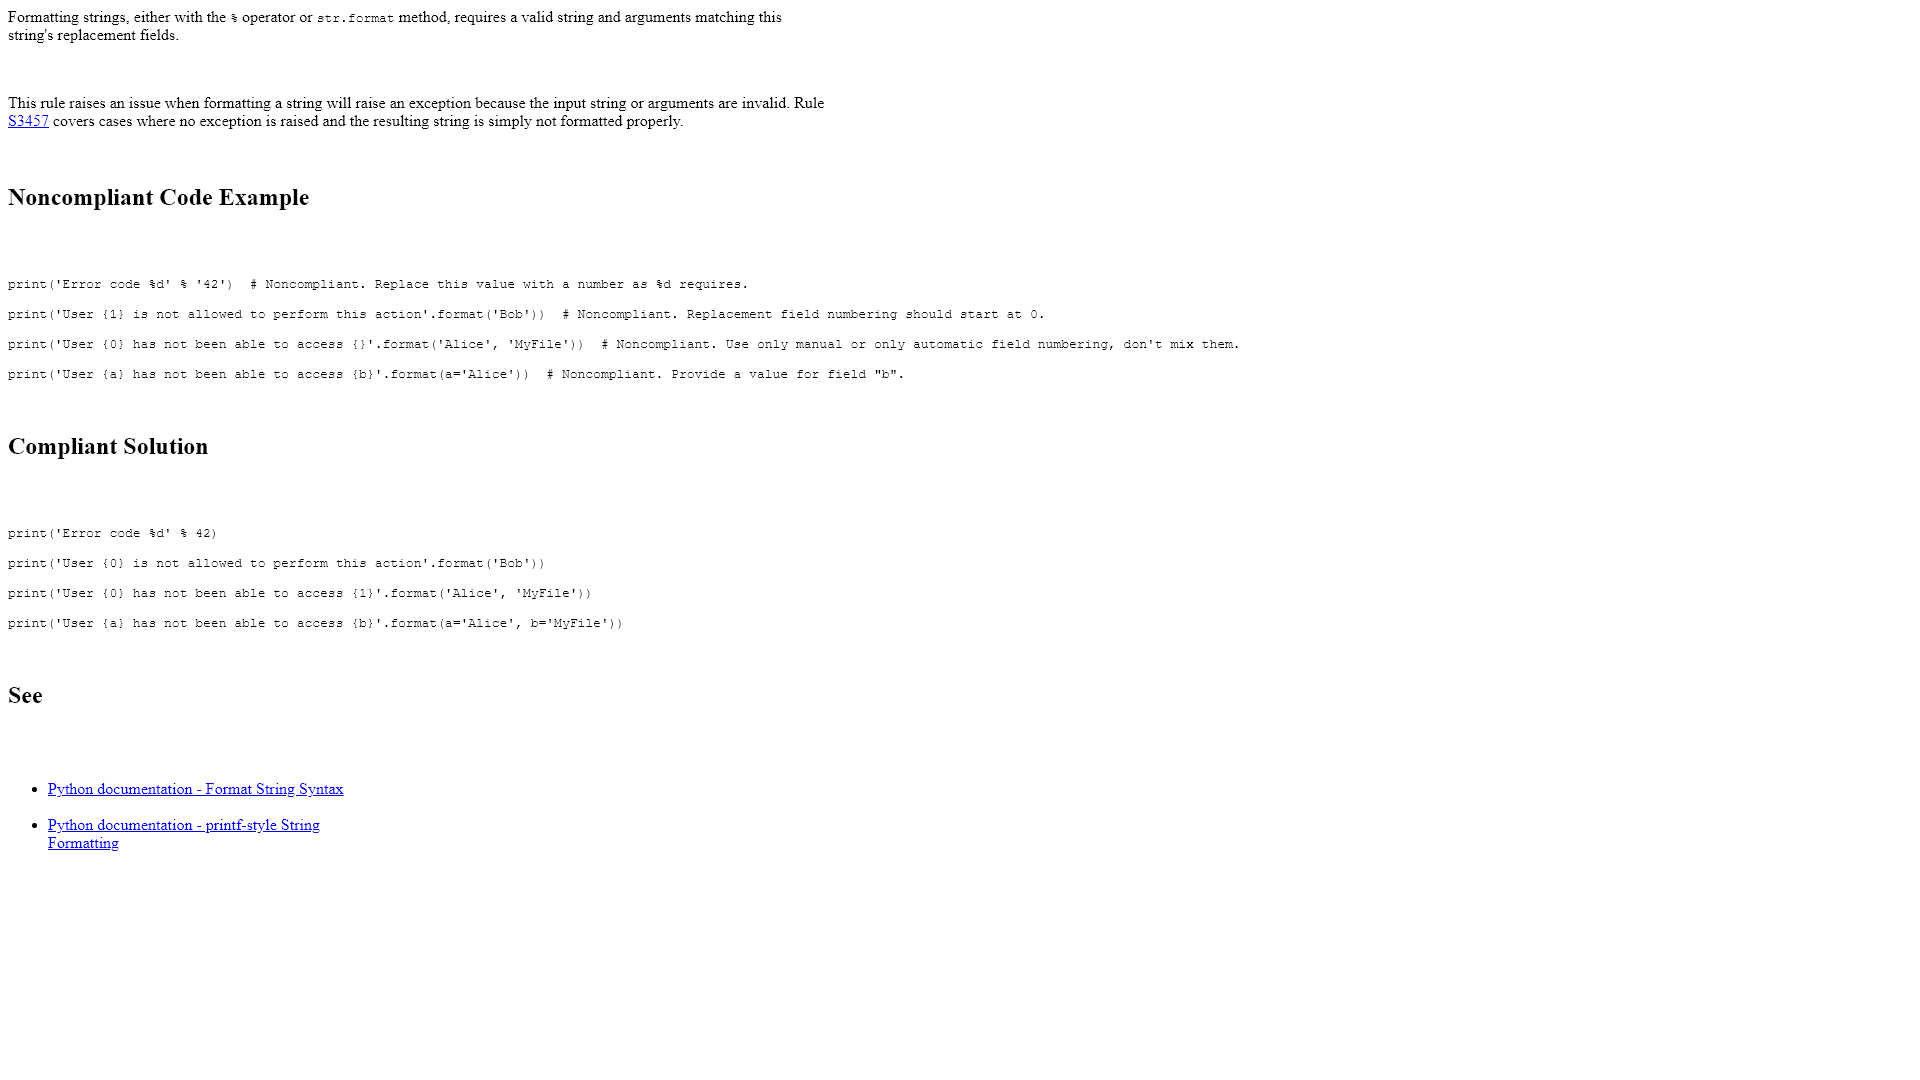 Formatting strings, either with the % operator or str.format method, requires a valid string and arguments matching this
string's replacement fields.
This rule raises an issue when formatting a string will raise an exception because the input string or arguments are invalid. Rule
S3457 covers cases where no exception is raised and the resulting string is simply not formatted properly.
Noncompliant Code Example
print('Error code %d' % '42')  # Noncompliant. Replace this value with a number as %d requires.
print('User {1} is not allowed to perform this action'.format('Bob'))  # Noncompliant. Replacement field numbering should start at 0.
print('User {0} has not been able to access {}'.format('Alice', 'MyFile'))  # Noncompliant. Use only manual or only automatic field numbering, don't mix them.
print('User {a} has not been able to access {b}'.format(a='Alice'))  # Noncompliant. Provide a value for field "b".
Compliant Solution
print('Error code %d' % 42)
print('User {0} is not allowed to perform this action'.format('Bob'))
print('User {0} has not been able to access {1}'.format('Alice', 'MyFile'))
print('User {a} has not been able to access {b}'.format(a='Alice', b='MyFile'))
See
• Python documentation - Format String Syntax
• Python documentation - printf-style String
Formatting